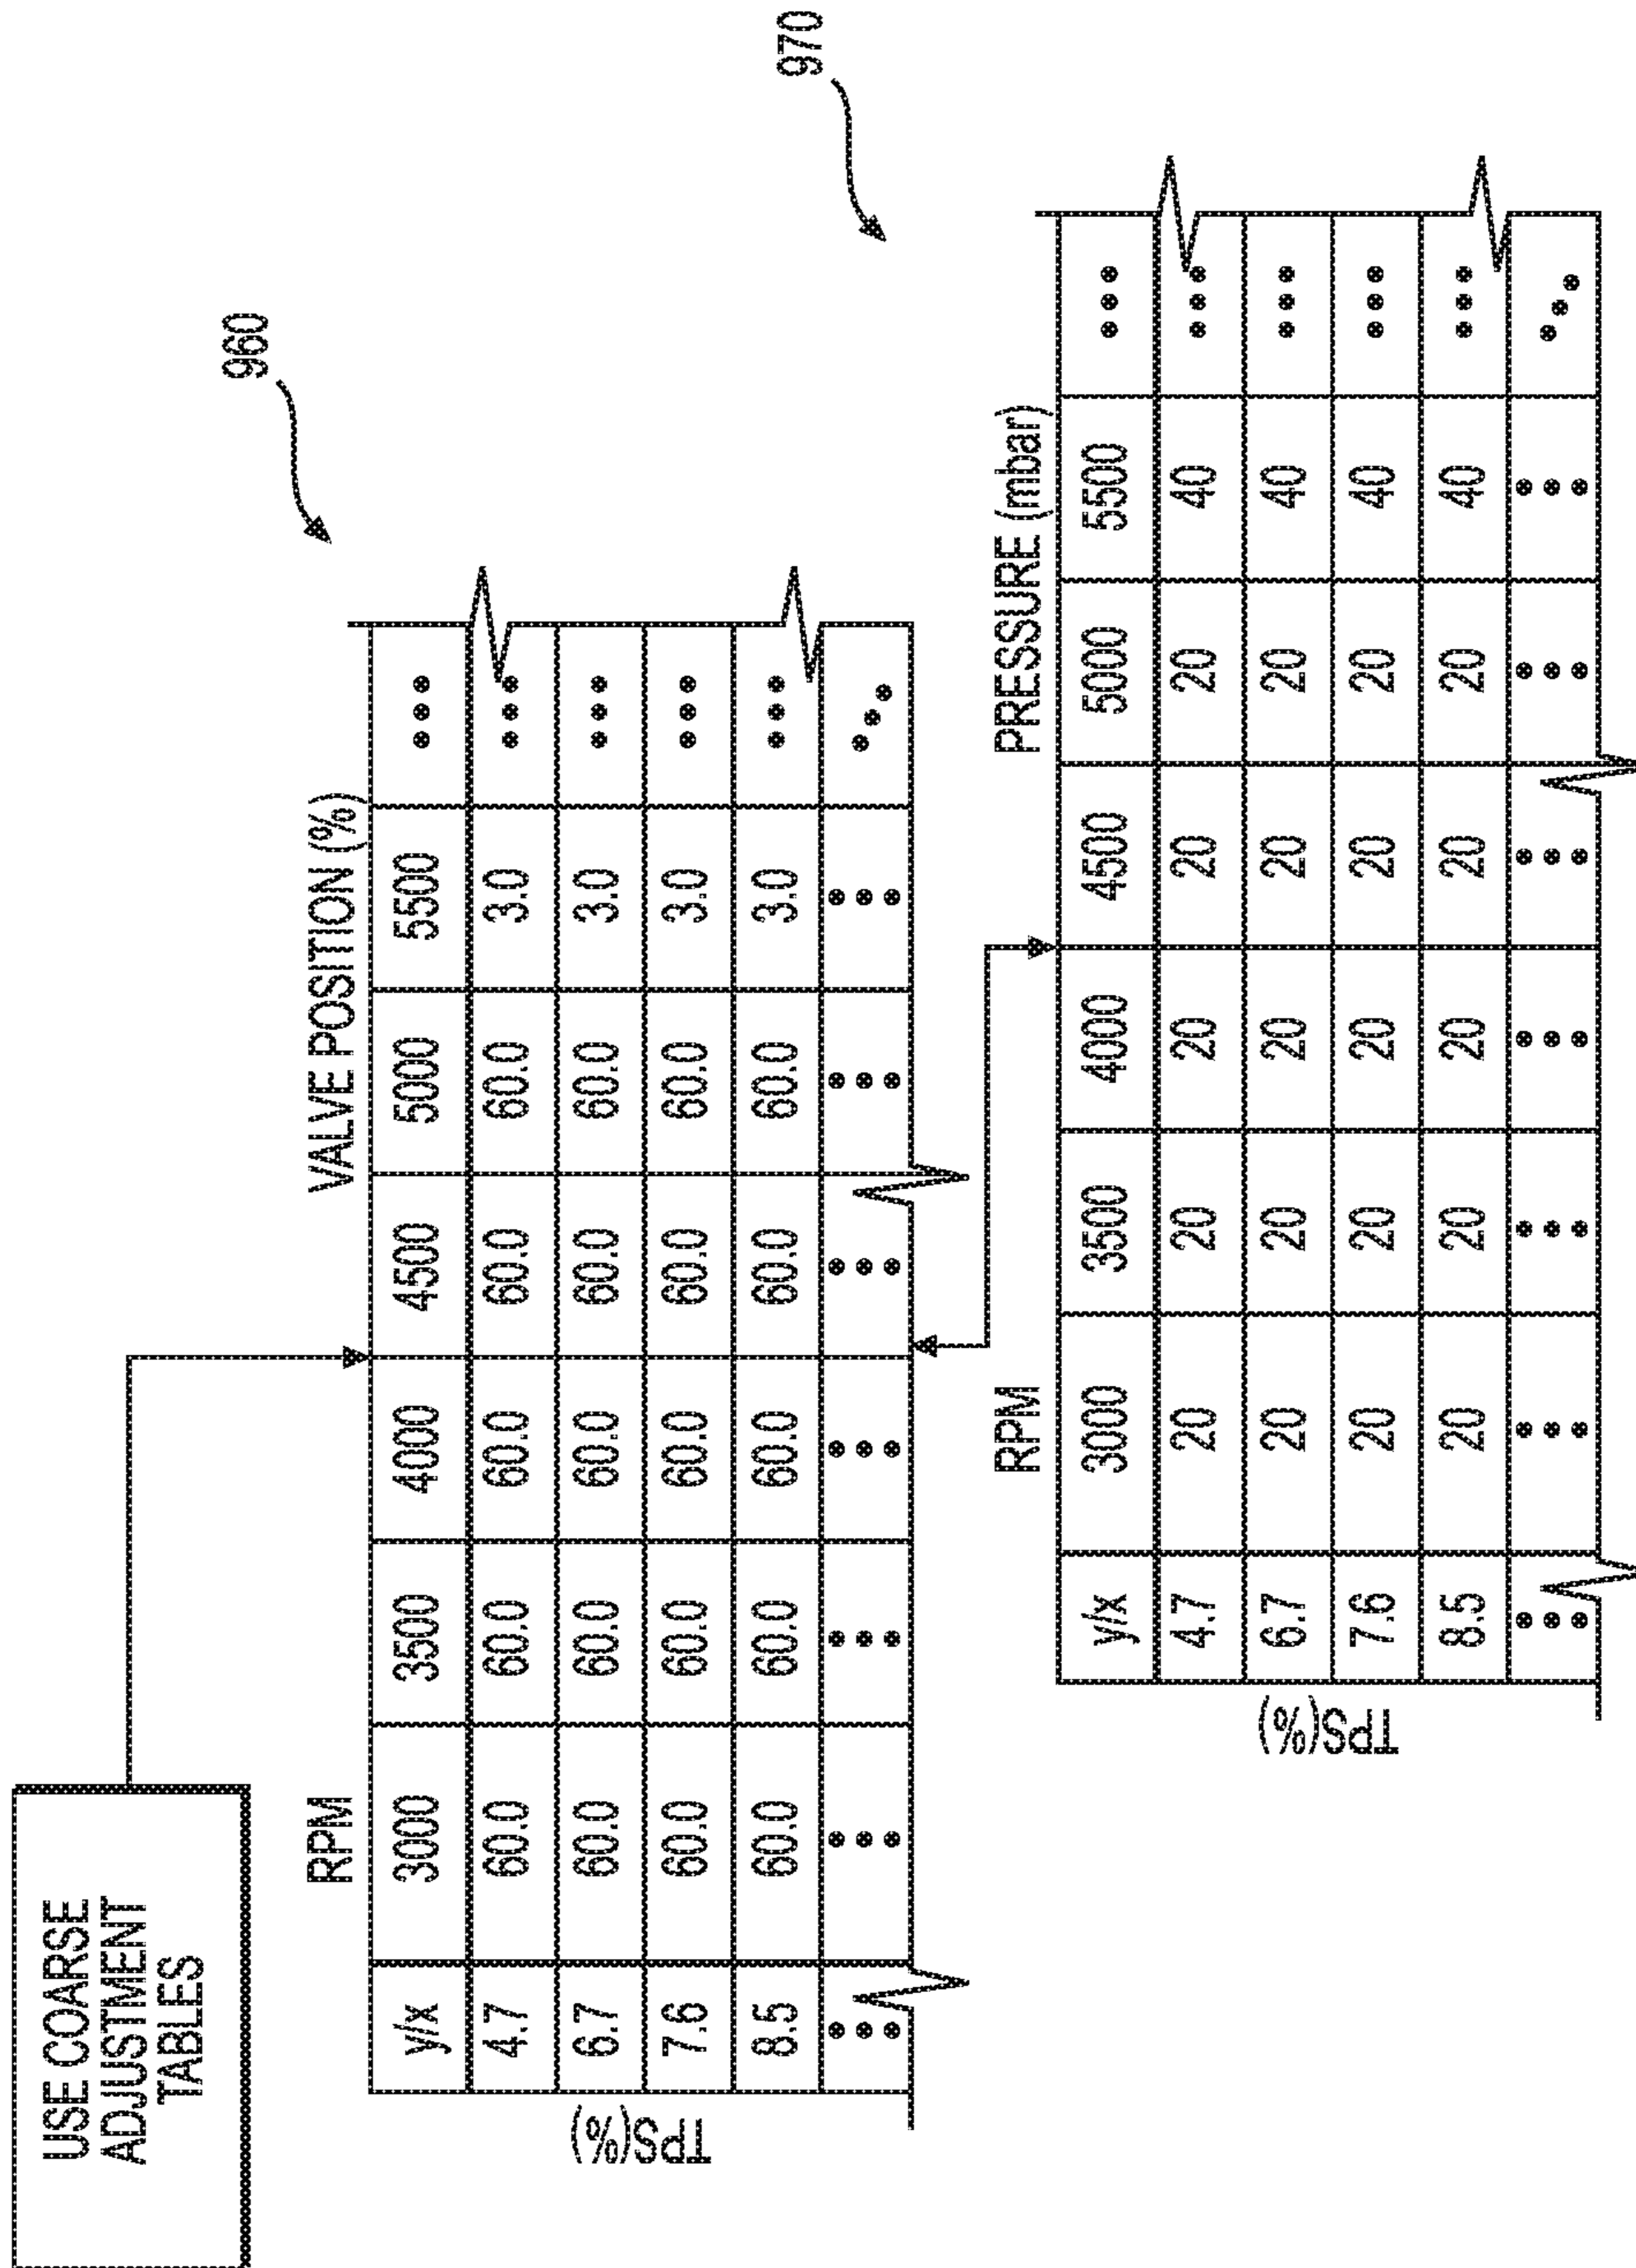 USE COARSE
ADJUSTMENT
TABLES
960
RPM
VALVE POSITION (%)
TPS(%)
y/x 3000 3500 4000 4500 5000 5500 •••
4.7 60.0 60.0 60.0 60.0 60.0 3.0 •••
6.7 60.0 60.0 60.0 60.0 60.0 3.0 •••
7.6 60.0 60.0 60.0 60.0 60.0 3.0 •••
8.5 60.0 60.0 60.0 60.0 60.0 3.0 •••
970
RPM
PRESSURE (mbar)
TPS(%)
y/x 3000 3500 4000 4500 5000 5500 •••
4.7 20 20 20 20 20 40 •••
6.7 20 20 20 20 20 40 •••
7.6 20 20 20 20 20 40 •••
8.5 20 20 20 20 20 40 •••